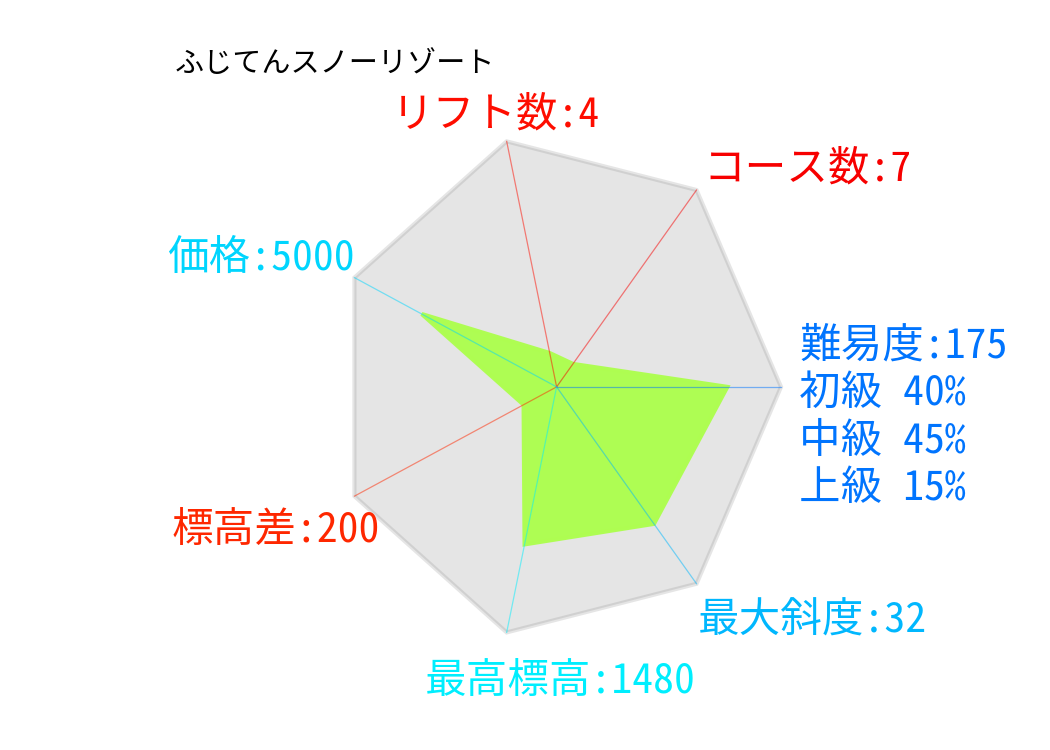 ふじてんスノーリゾート
リフト数:4
コース数:7
価格:5000
難易度:175
初級 40%
中級 45%
上級 15%
標高差:200
最大斜度:32
最高標高:1480